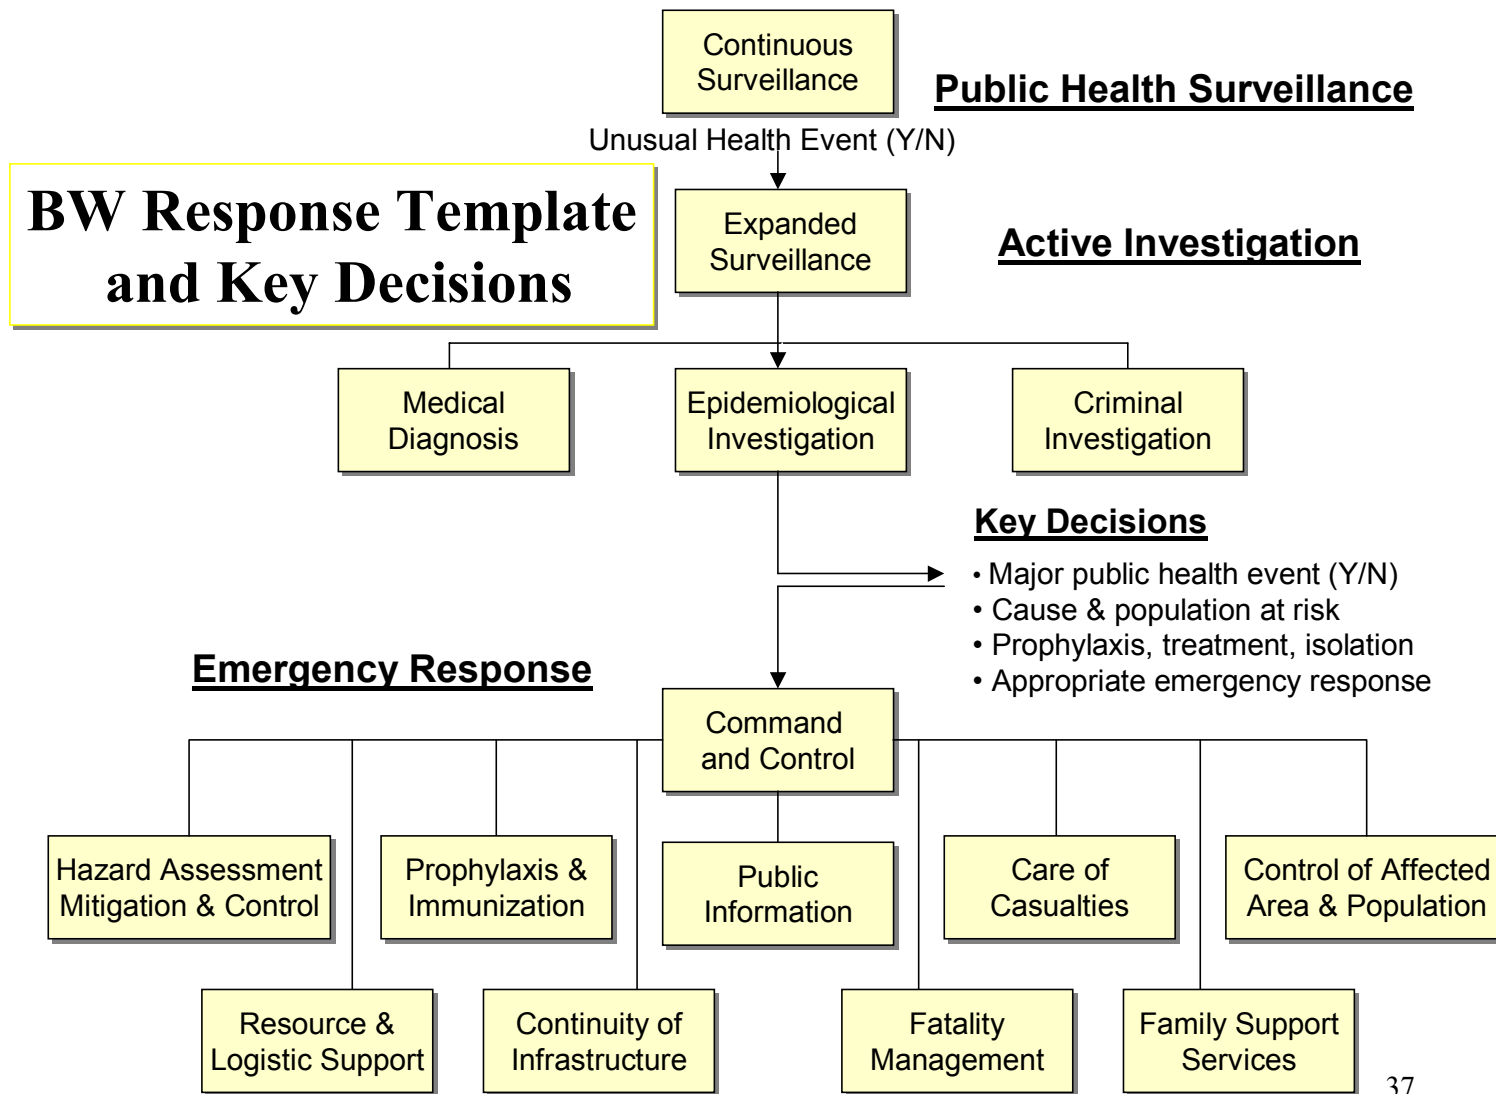 Continuous
Surveillance
Public Health Surveillance
Unusual Health Event (Y/N)
BW Response Template
and Key Decisions
Expanded
Surveillance
Active Investigation
Medical
Diagnosis
Epidemiological
Investigation
Criminal
Investigation
Key Decisions
• Major public health event (Y/N)
• Cause & population at risk
• Prophylaxis, treatment, isolation
• Appropriate emergency response
Emergency Response
Command
and Control
Hazard Assessment
Mitigation & Control
Prophylaxis &
Immunization
Public
Information
Care of
Casualties
Control of Affected
Area & Population
Resource &
Logistic Support
Continuity of
Infrastructure
Fatality
Management
Family Support
Services
37